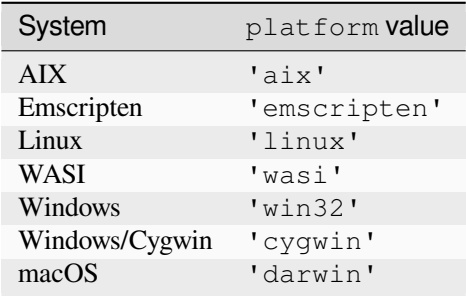 System platform value
AIX 'aix'
Emscripten 'emscripten'
Linux 'linux'
WASI 'wasi'
Windows 'win32'
Windows/Cygwin 'cygwin'
macOS 'darwin'